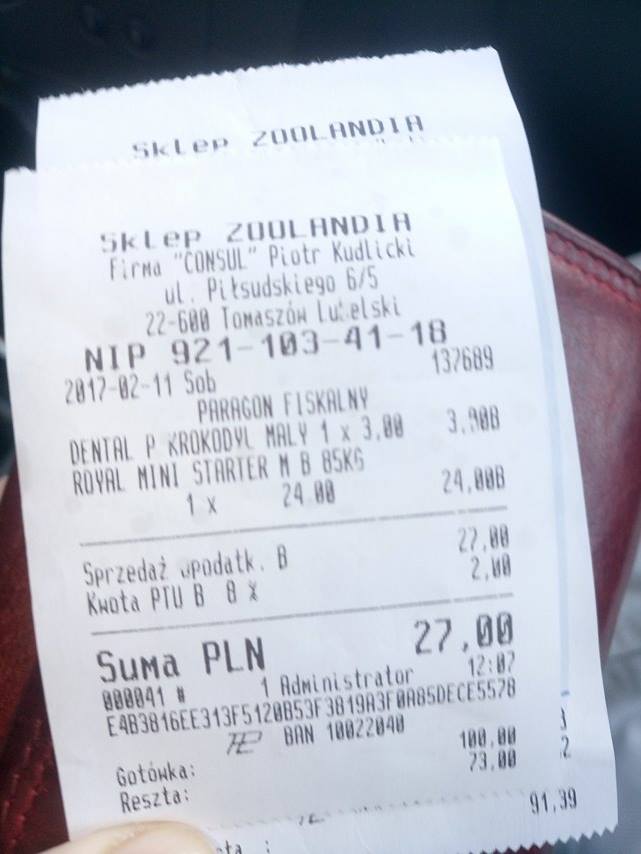 Sklep ZOOLANDIA
Sklep ZOOLANDIA
Firma "CONSUL" Piotr Kudlicki
ul. Piłsudskiego 6/5
22-600 Tomaszów Lubelski
NIP 921-103-41-18
2017-02-11 Sob 137689
PARAGON FISKALNY
DENTAL P KROKODYL MALY 1 x 3,00 3,00B
ROYAL MINI STARTER M B 85KG
1 x 24.00 24,00B
Sprzedaż opodatk. B 27,00
Kwota PTU B 8 % 2,00
Suma PLN 27,00
000041 # 1 Administrator 12:07
E4B3816EE313F5120B53F3819A3F0A85DECE5578
BAN 10022040
Gotówka: 100,00
Reszta: 73,00
91,39